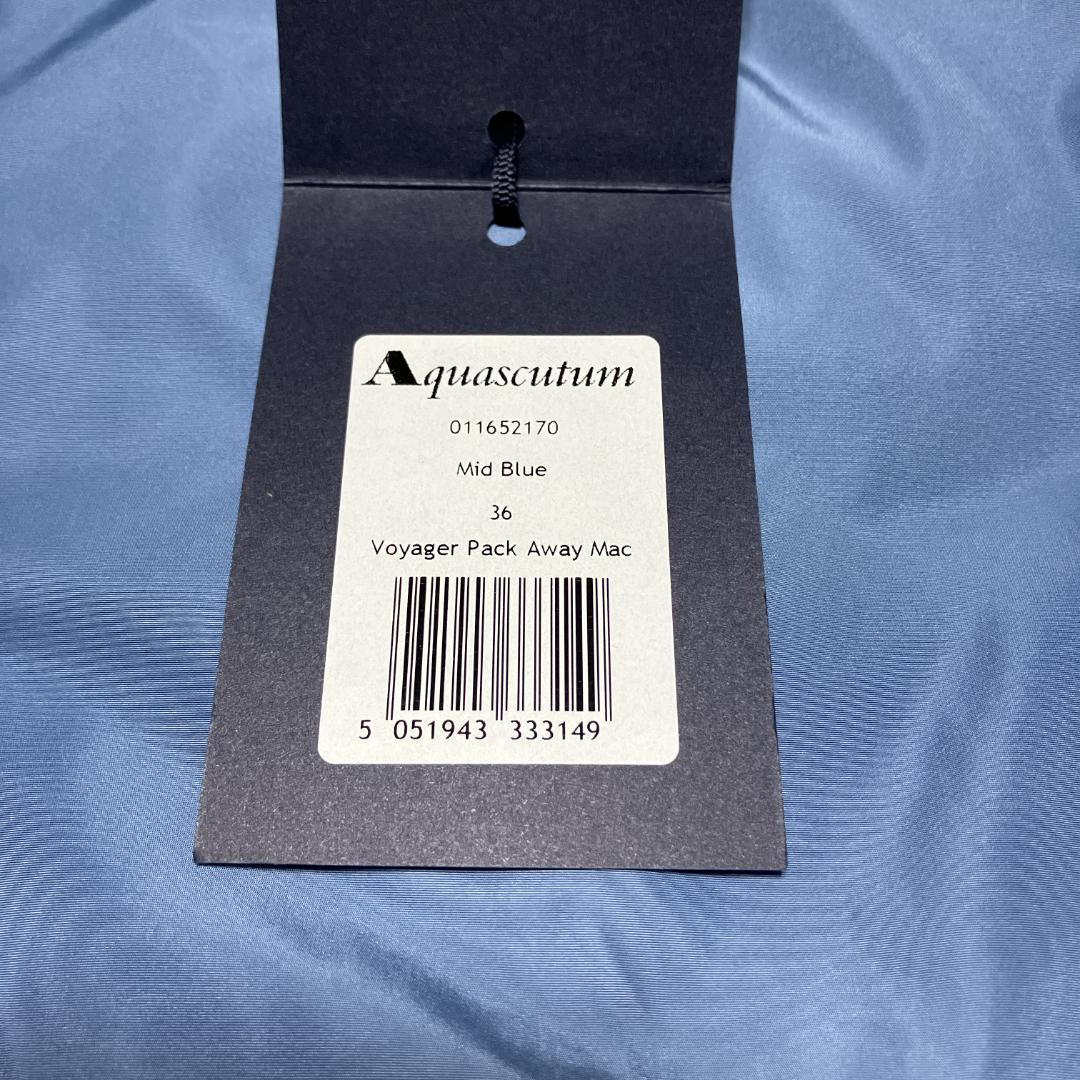 Aquascutum
011652170
Mid Blue
36
Voyager Pack Away Mac
5 051943 333149